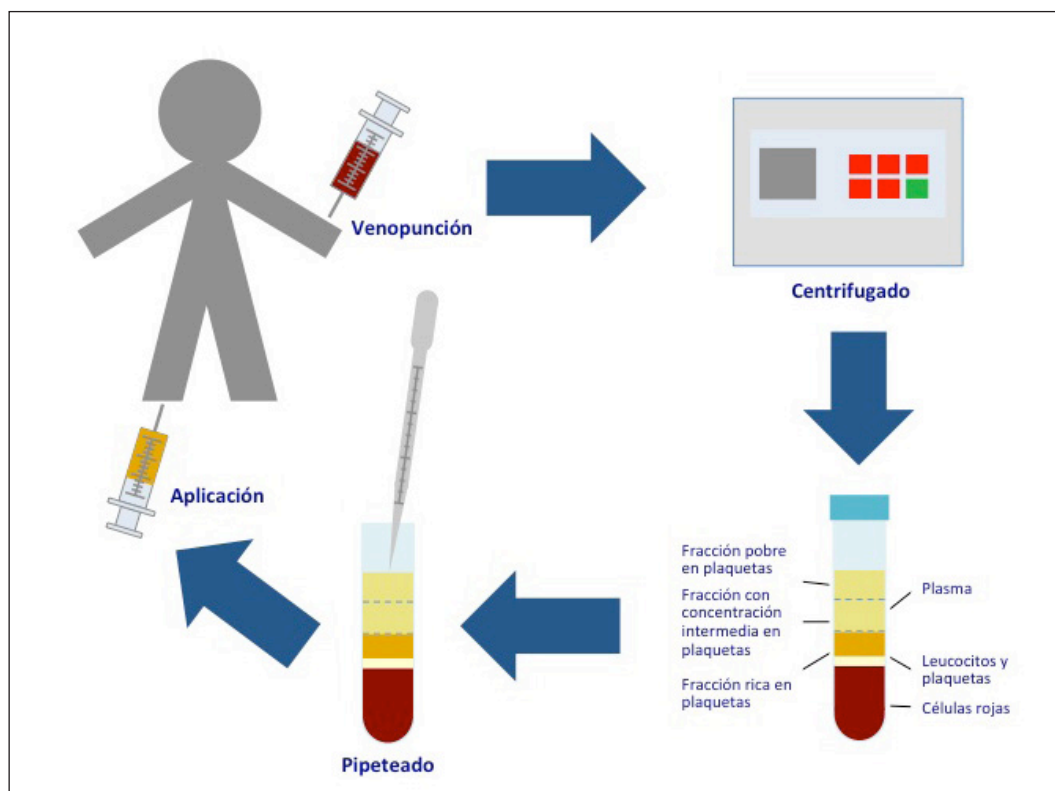 Venopunción
Centrifugado
Aplicación
Fracción pobre
en plaquetas
Fracción con
concentración
intermedia en
plaquetas
Fracción rica en
plaquetas
Plasma
Leucocitos y
plaquetas
Células rojas
Pipeteado